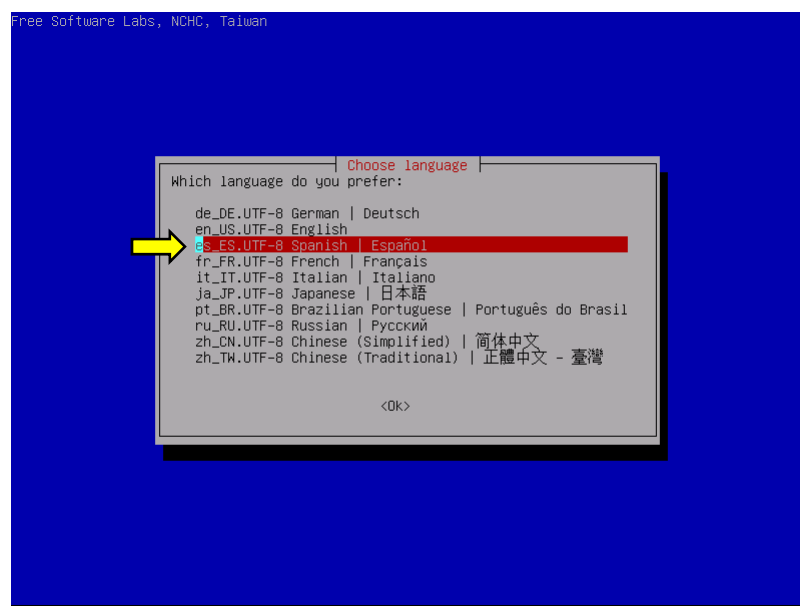 Free Software Labs, NCHC, Taiwan
Choose language
Which language do you prefer:
de_DE.UTF-8 German | Deutsch
en_US.UTF-8 English
es_ES.UTF-8 Spanish | Español
fr_FR.UTF-8 French | Français
it_IT.UTF-8 Italian | Italiano
ja_JP.UTF-8 Japanese | 日本語
pt_BR.UTF-8 Brazilian Portuguese | Português do Brasil
ru_RU.UTF-8 Russian | Русский
zh_CN.UTF-8 Chinese (Simplified) | 简体中文
zh_TW.UTF-8 Chinese (Traditional) | 正體中文 - 臺灣
<Ok>